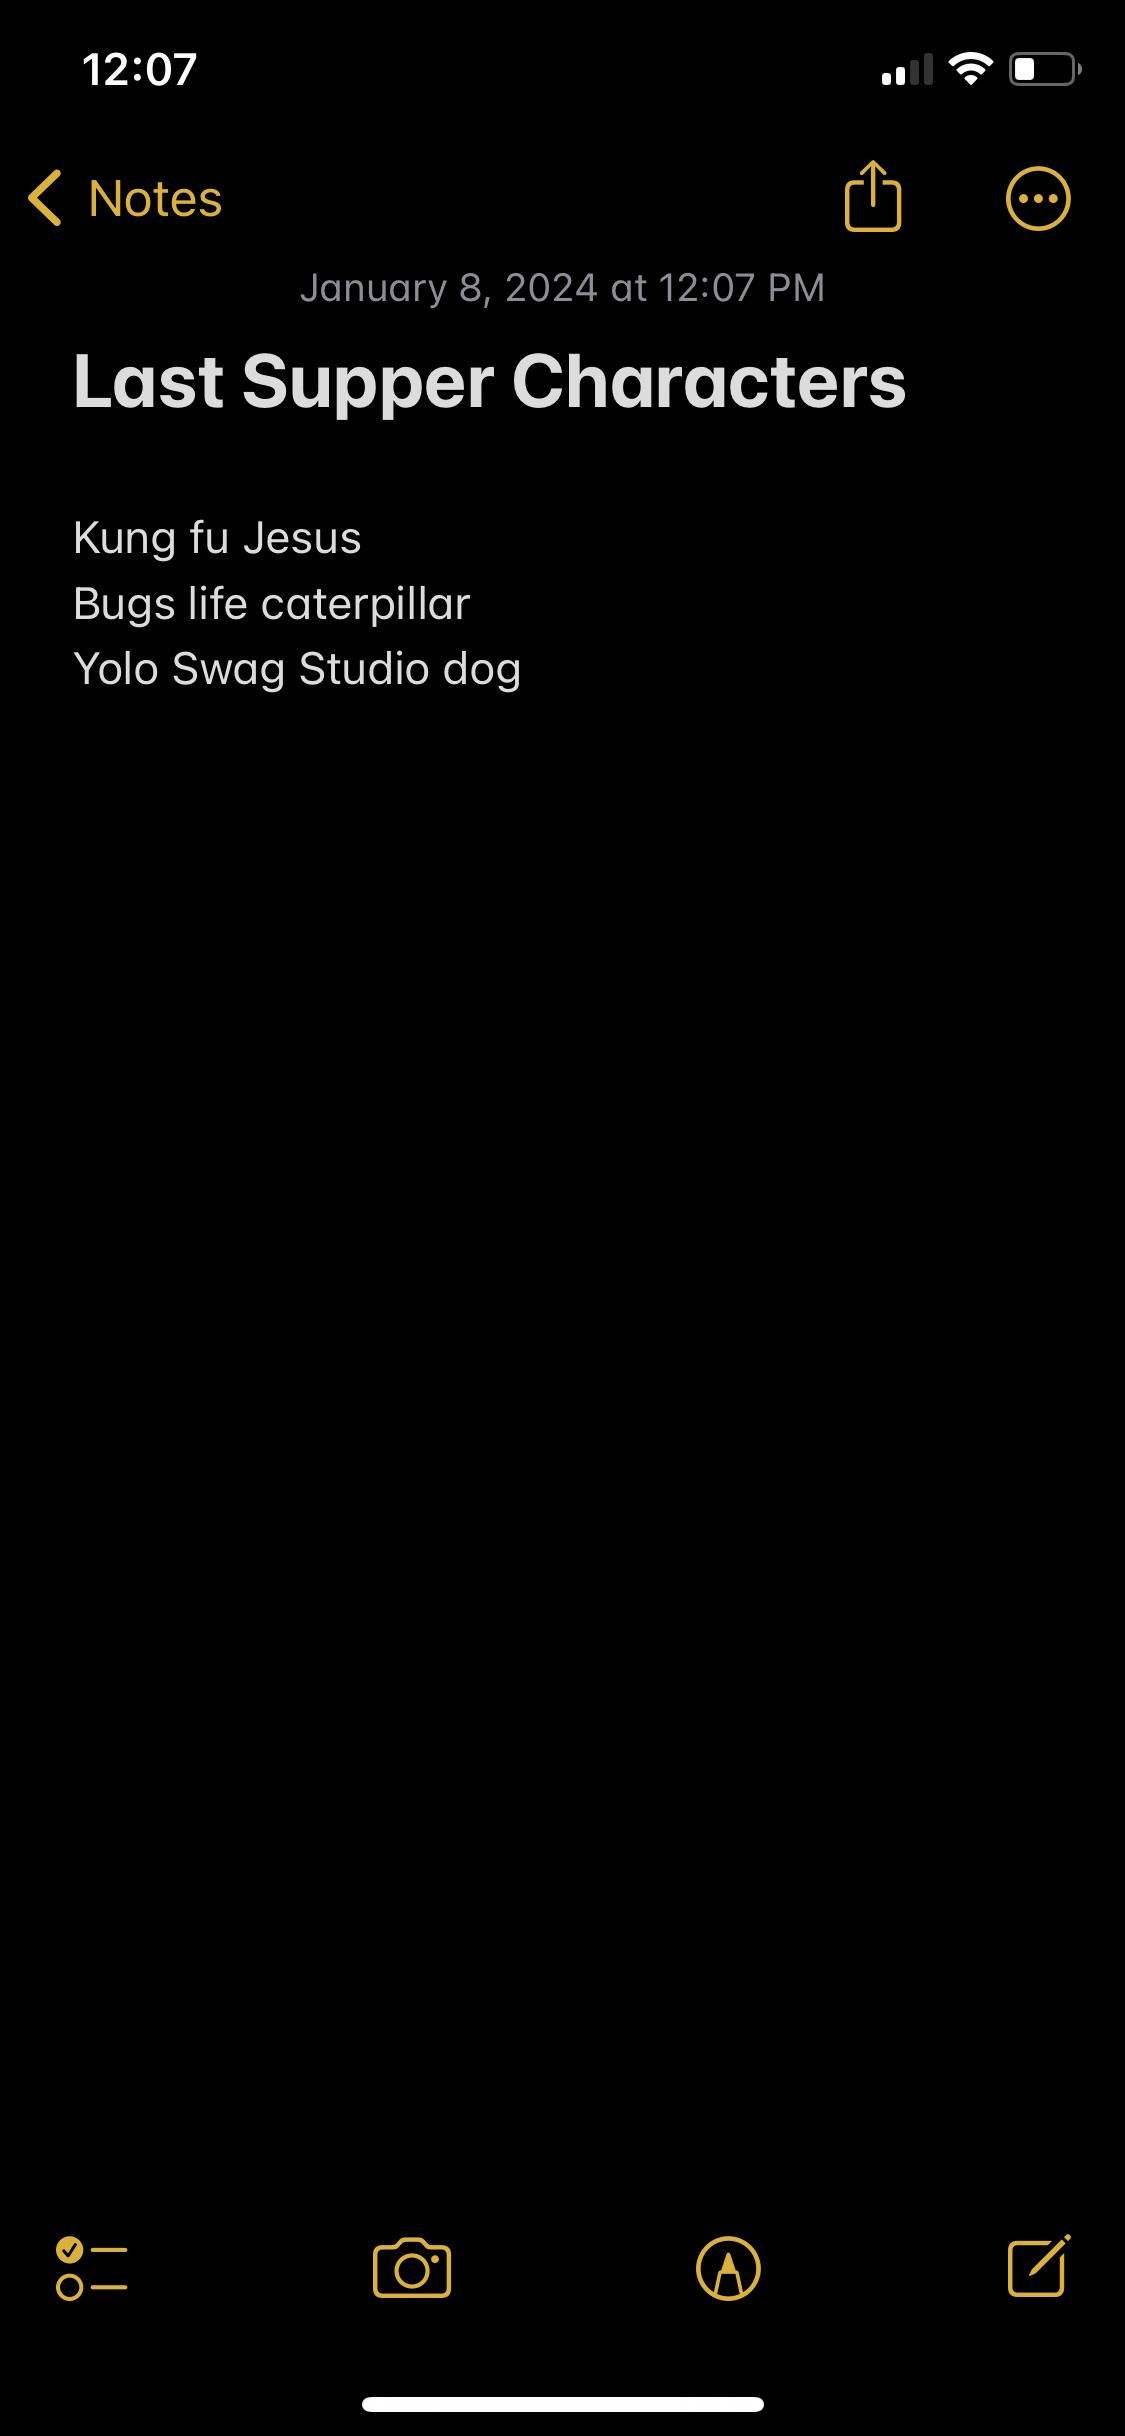 12:07
Notes
January 8, 2024 at 12:07 PM
Last Supper Characters
Kung fu Jesus
Bugs life caterpillar
Yolo Swag Studio dog